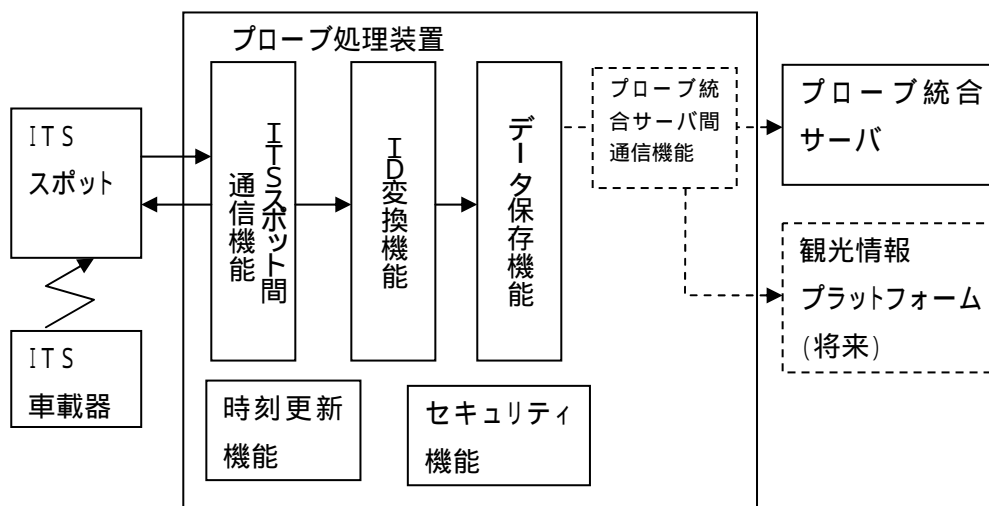 プローブ処理装置
ITS
スポット
ITS
車載器
ITSスポット間
通信機能
ID変換機能
データ保存機能
プローブ統
合サーバ間
通信機能
プローブ統合
サーバ
観光情報
プラットフォーム
(将来)
時刻更新
機能
セキュリティ
機能